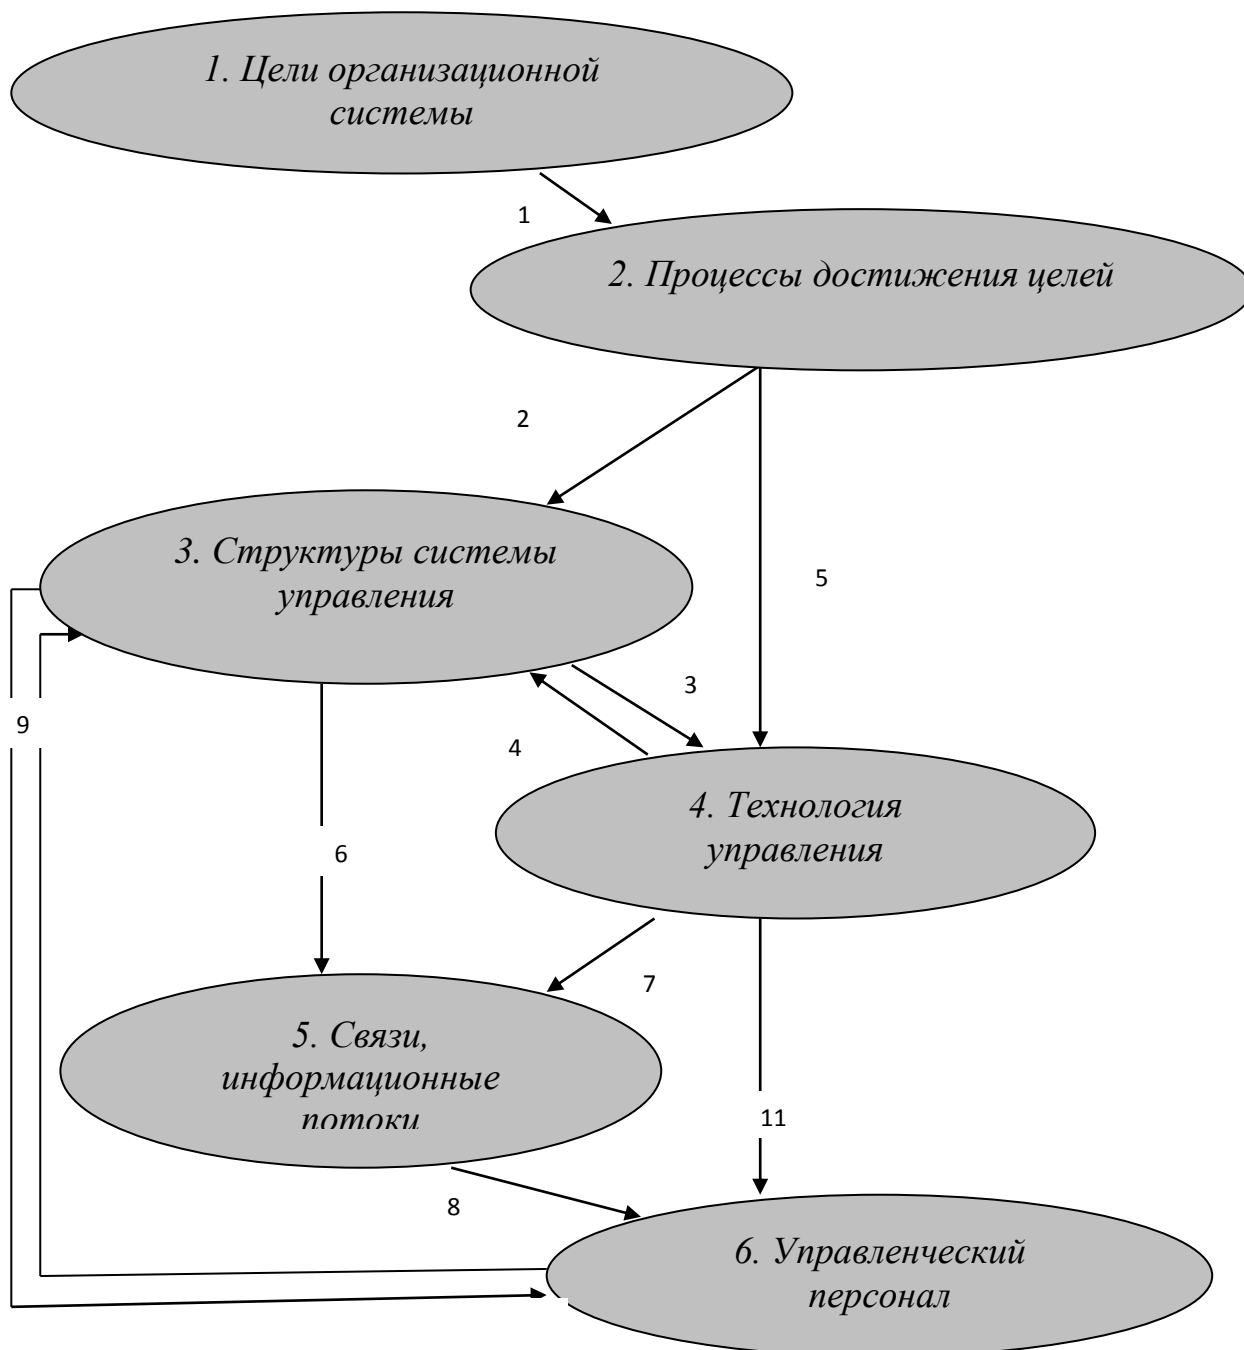 1. Цели организационной
системы
1
2. Процессы достижения целей
2
3. Структуры системы
управления
5
3
9
4
4. Технология
управления
6
7
5. Связи,
информационные
потоки
11
8
6. Управленческий
персонал